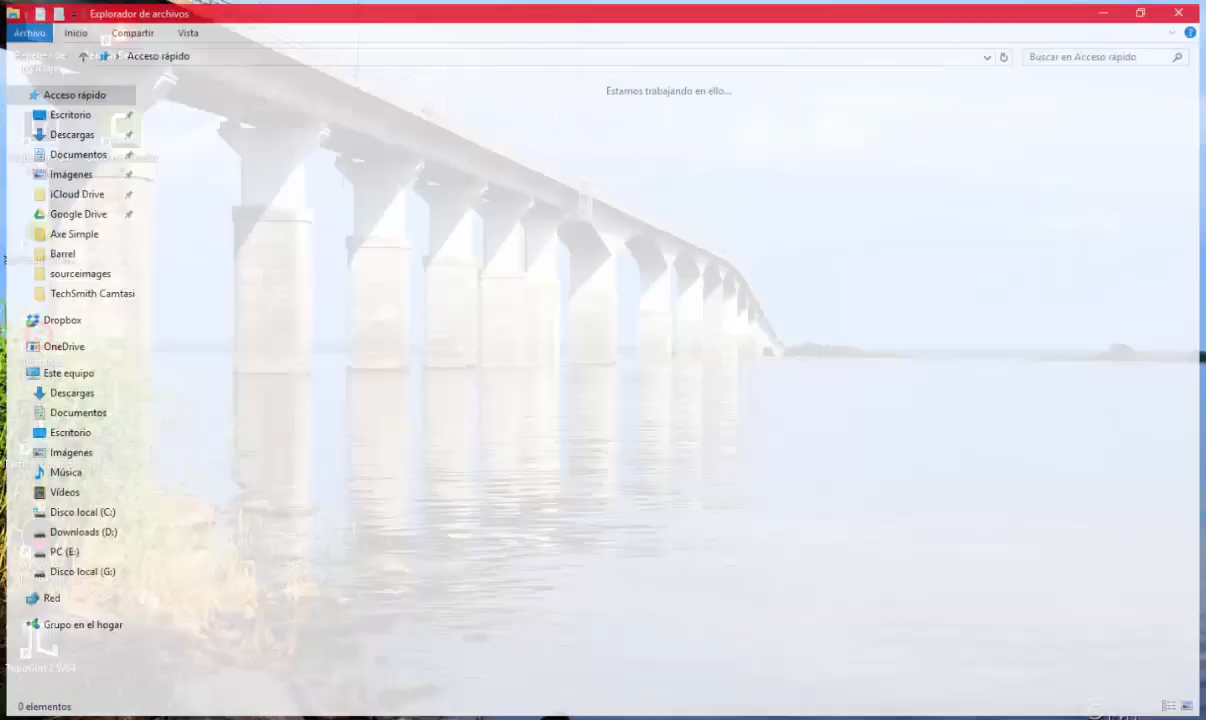 Explorador de archivos
Archivo Inicio Compartir Vista
Acceso rápido
Buscar en Acceso rápido
Estamos trabajando en ello...
Acceso rápido
Escritorio
Descargas
Documentos
Imágenes
iCloud Drive
Google Drive
Axe Simple
Barrel
sourceimages
TechSmith Camtasi
Dropbox
OneDrive
Este equipo
Descargas
Documentos
Escritorio
Imágenes
Música
Vídeos
Disco local (C:)
Downloads (D:)
PC (E:)
Disco local (G:)
Red
Grupo en el hogar
0 elementos